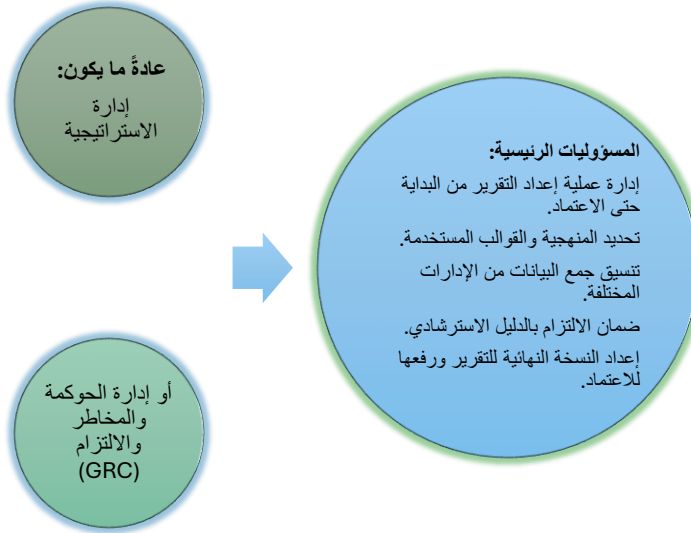 عادةً ما يكون:
إدارة
الاستراتيجية
أو إدارة الحوكمة
والمخاطر
والالتزام
(GRC)
المسؤوليات الرئيسية:
إدارة عملية إعداد التقرير من البداية
حتى الاعتماد.
تحديد المنهجية والقوالب المستخدمة.
تنسيق جمع البيانات من الإدارات
المختلفة.
ضمان الالتزام بالدليل الاسترشادي.
إعداد النسخة النهائية للتقرير ورفعها
للاعتماد.